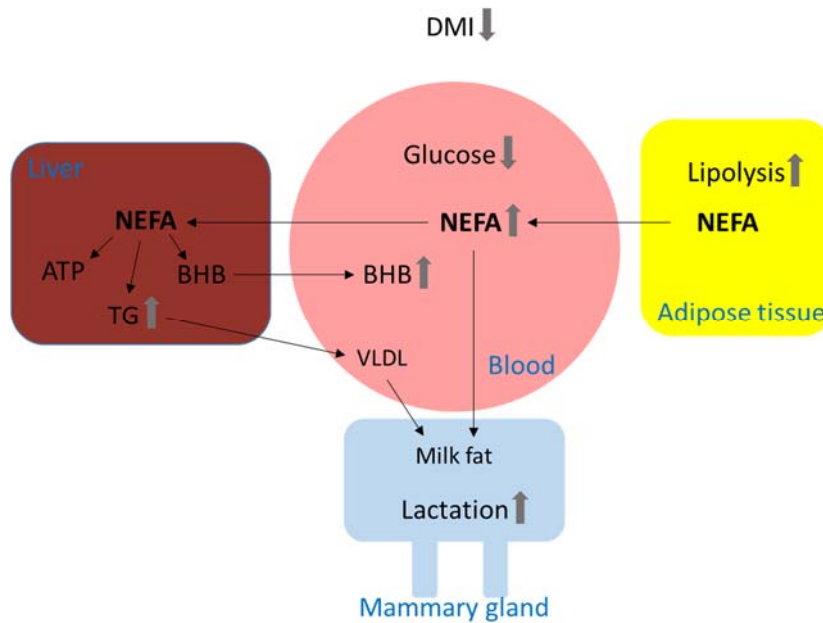 DMI
Glucose
Liver
Lipolysis
NEFA
NEFA
NEFA
ATP
BHB
BHB
TG
Adipose tissue
VLDL
Blood
Milk fat
Lactation
Mammary gland